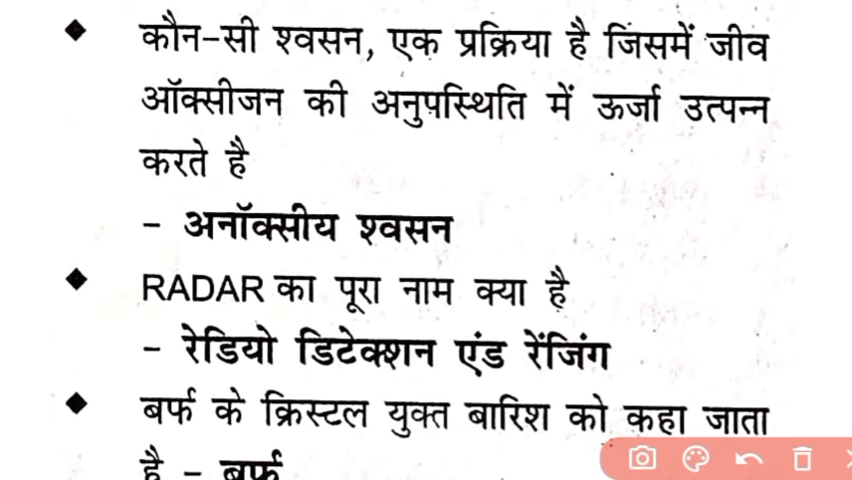 ◆ कौन-सी श्वसन, एक प्रक्रिया है जिसमें जीव
ऑक्सीजन की अनुपस्थिति में ऊर्जा उत्पन्न
करते है
- अनॉक्सीय श्वसन
◆ RADAR का पूरा नाम क्या है
- रेडियो डिटेक्शन एंड रेंजिंग
◆ बर्फ के क्रिस्टल युक्त बारिश को कहा जाता
है - बर्फ